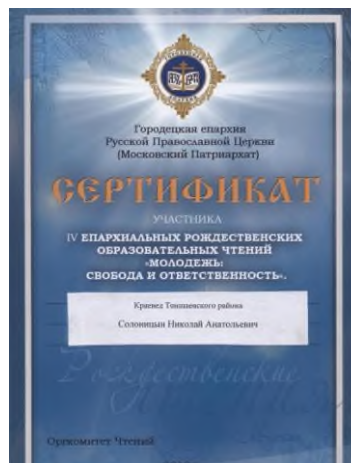 Городецкая епархия
Русской Православной Церкви
(Московский Патриархат)
СЕРТИФИКАТ
УЧАСТНИКА
IV ЕПАРХИАЛЬНЫХ РОЖДЕСТВЕНСКИХ
ОБРАЗОВАТЕЛЬНЫХ ЧТЕНИЙ
«МОЛОДЕЖЬ:
СВОБОДА И ОТВЕТСТВЕННОСТЬ».
Краевед Тоншаевского района
Солоницын Николай Анатольевич
Рождественские
Оргкомитет Чтений